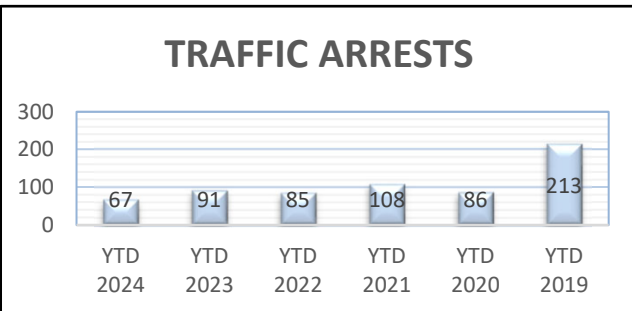 TRAFFIC ARRESTS
300
200
100
0
67 91 85 108 86 213
YTD YTD YTD YTD YTD YTD
2024 2023 2022 2021 2020 2019